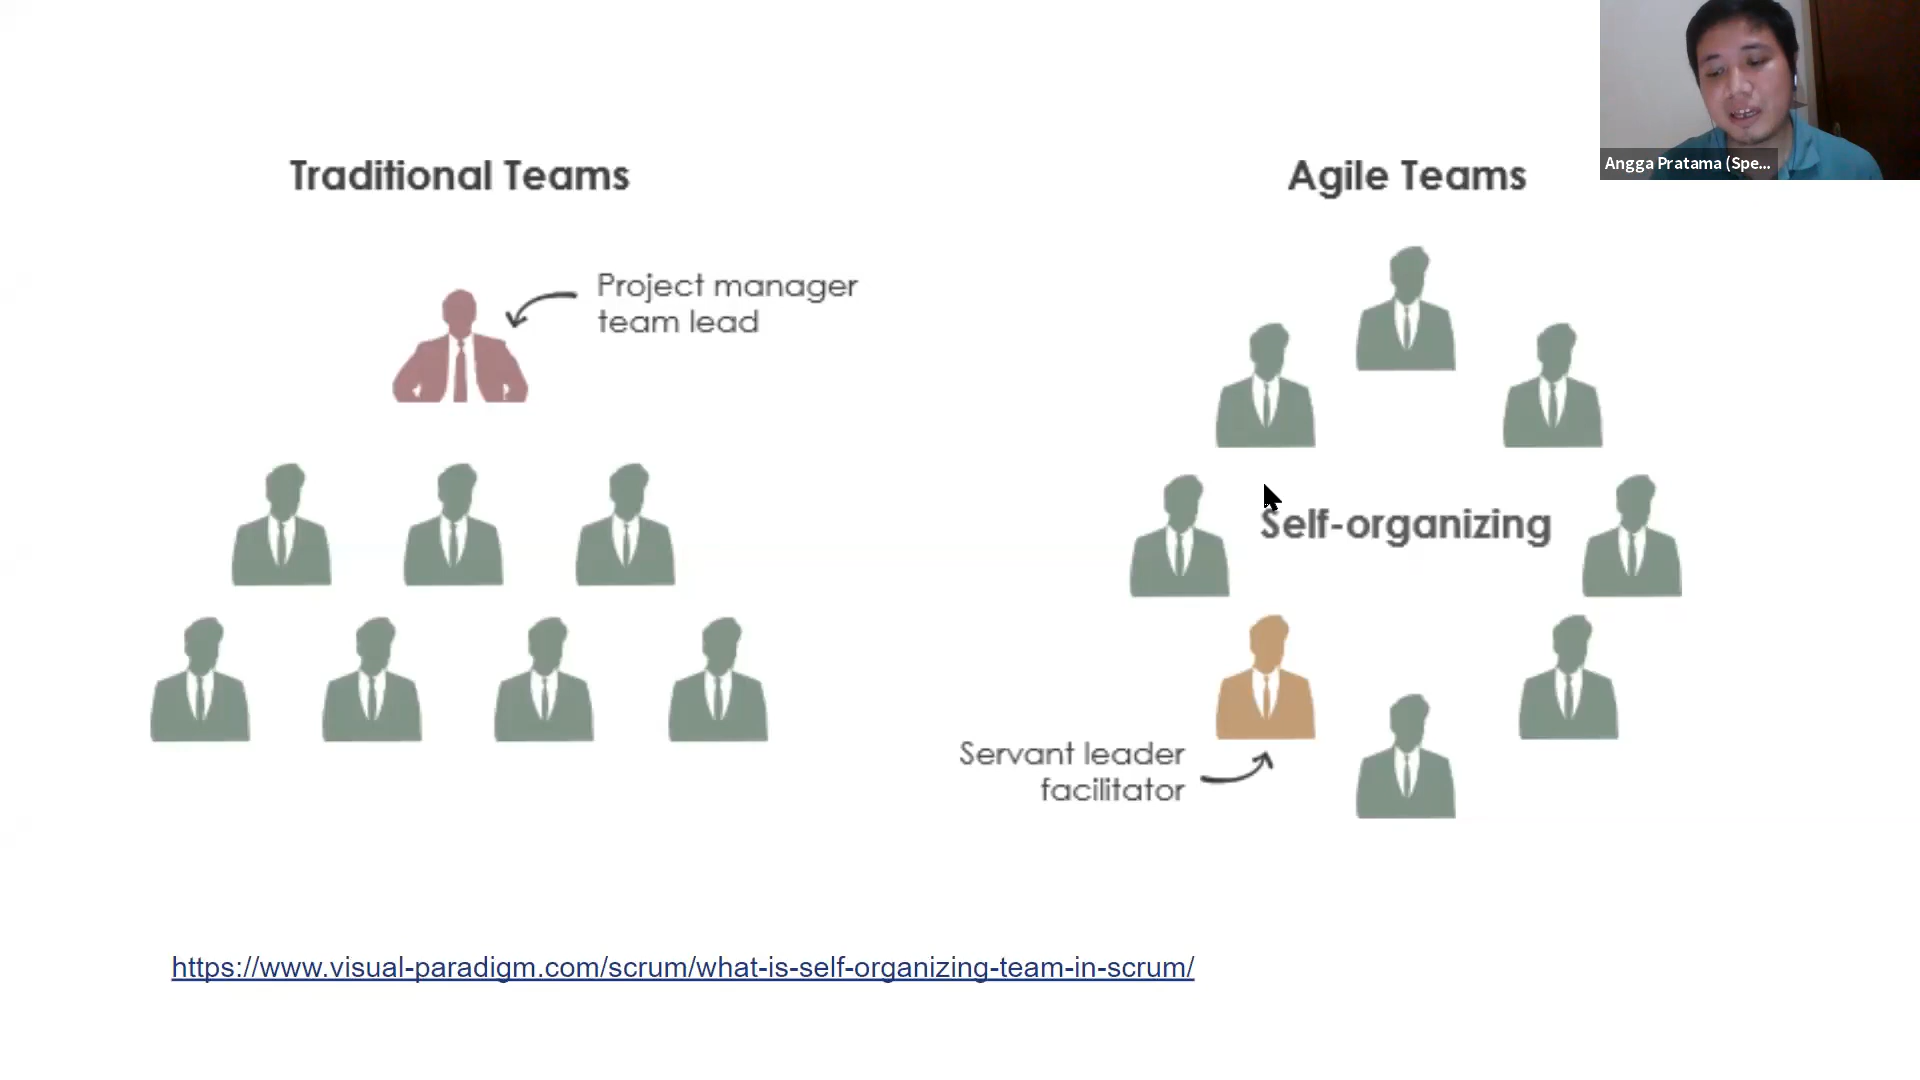 Angga Pratama (Spe...
Traditional Teams
Project manager
team lead
Agile Teams
Self-organizing
Servant leader
facilitator
https://www.visual-paradigm.com/scrum/what-is-self-organizing-team-in-scrum/